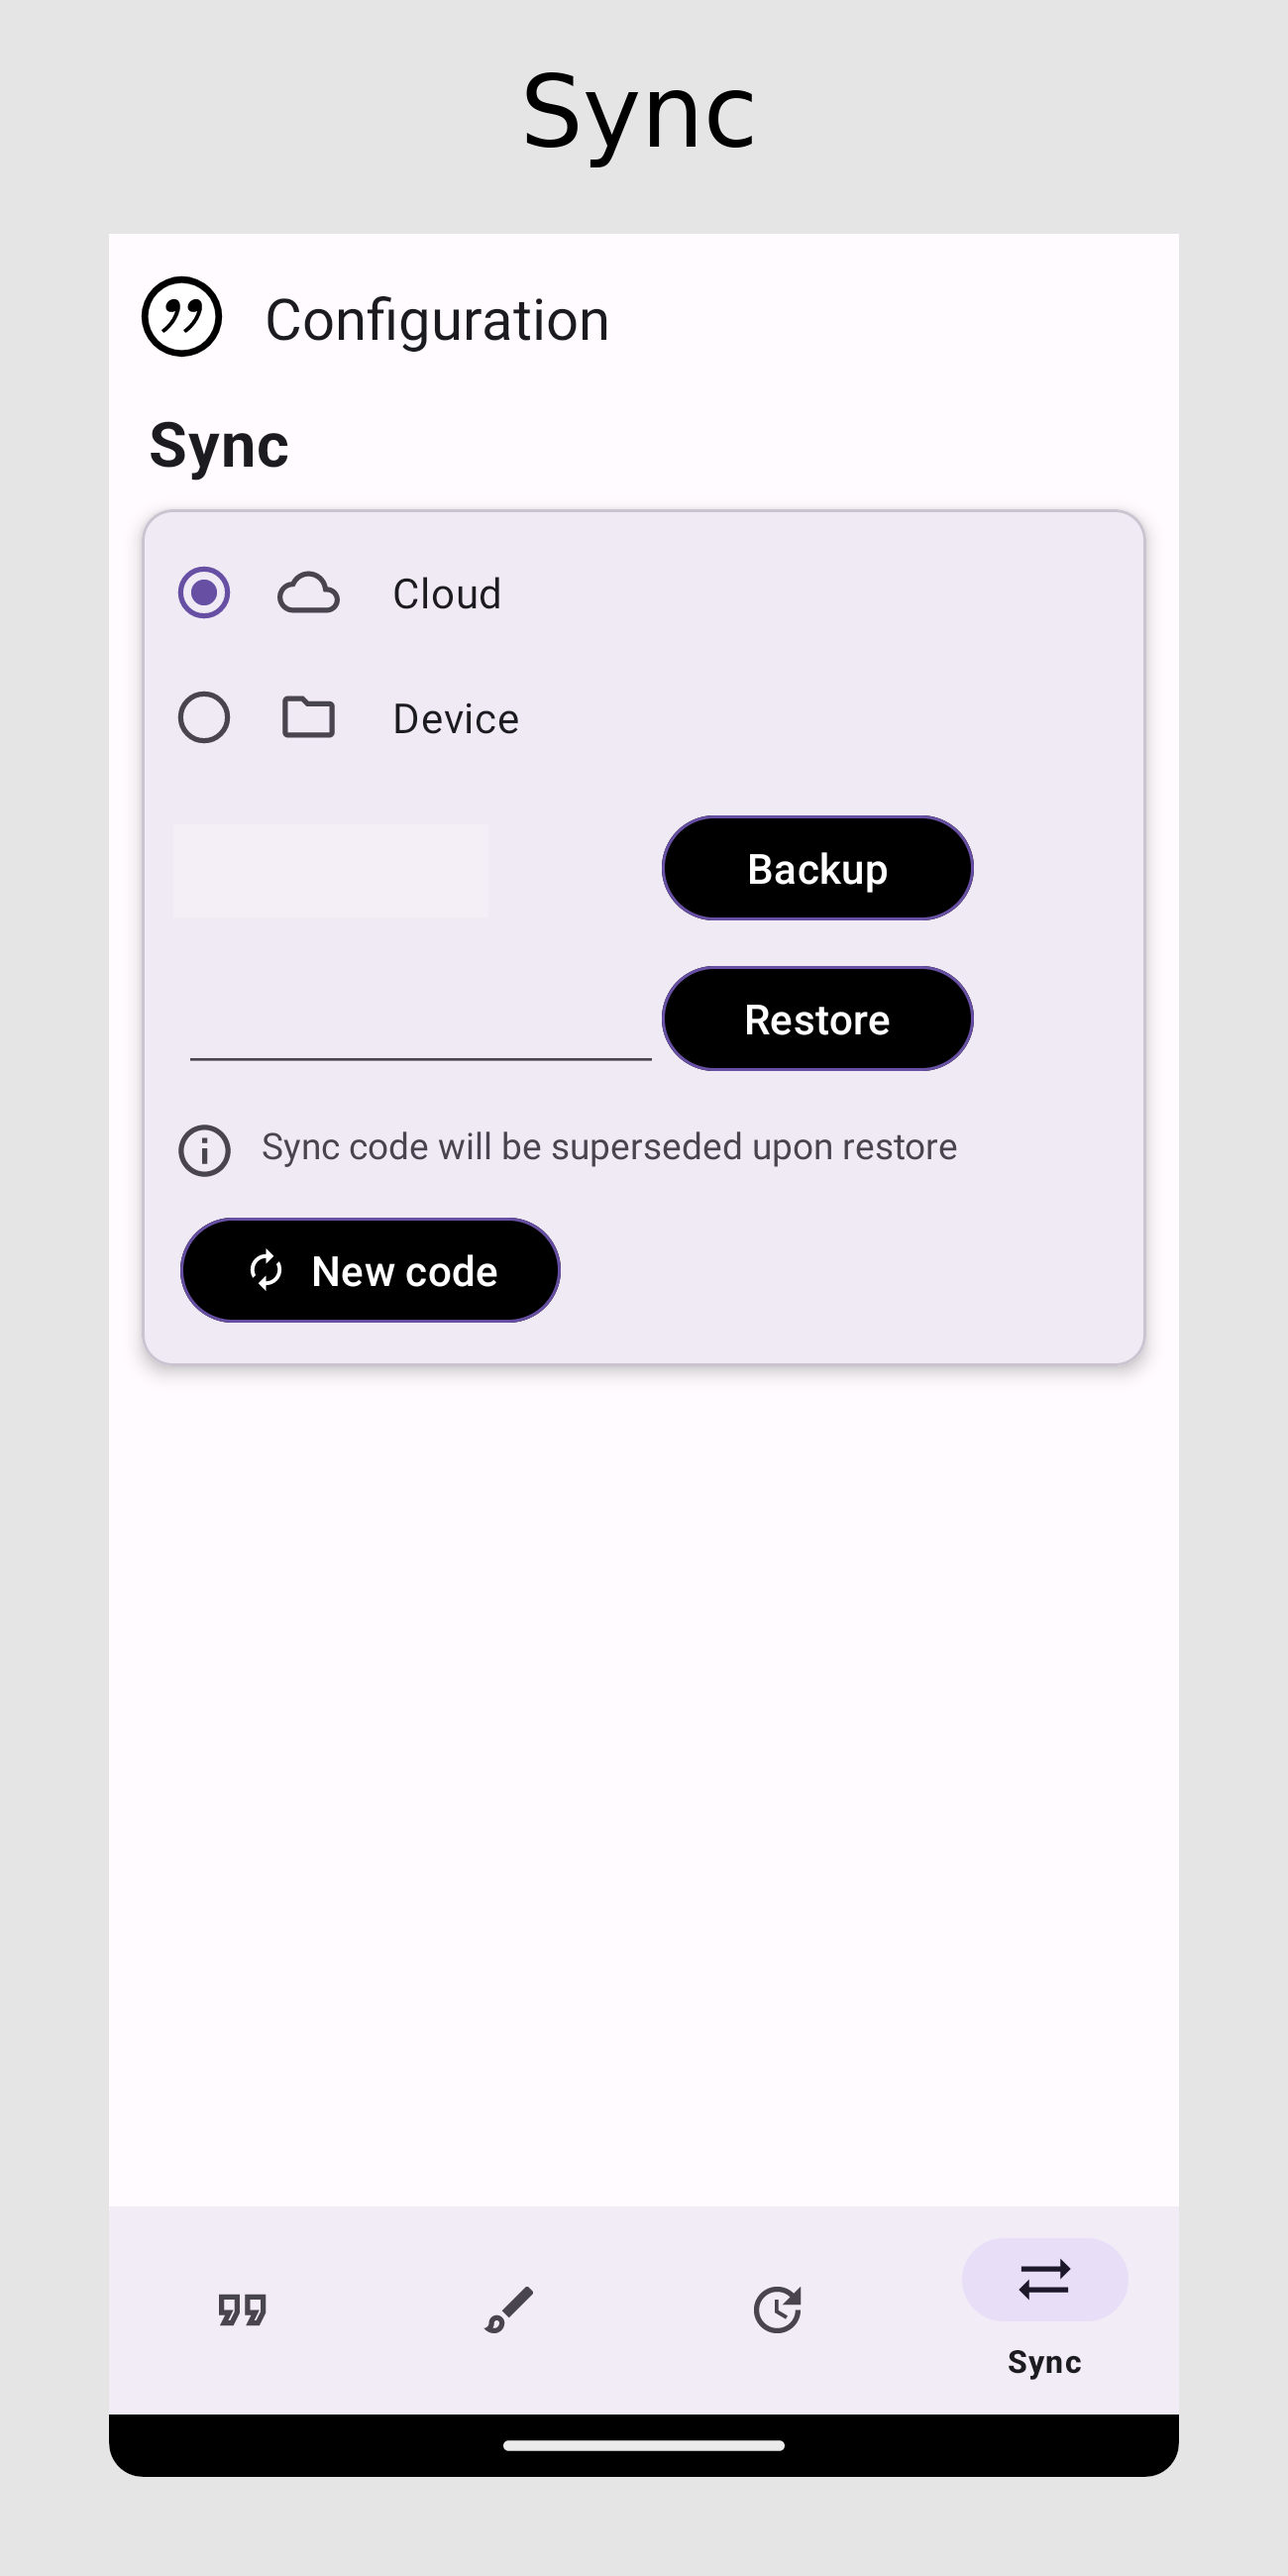 Sync
Configuration
Sync
Cloud
Device
Backup
Restore
Sync code will be superseded upon restore
New code
Sync